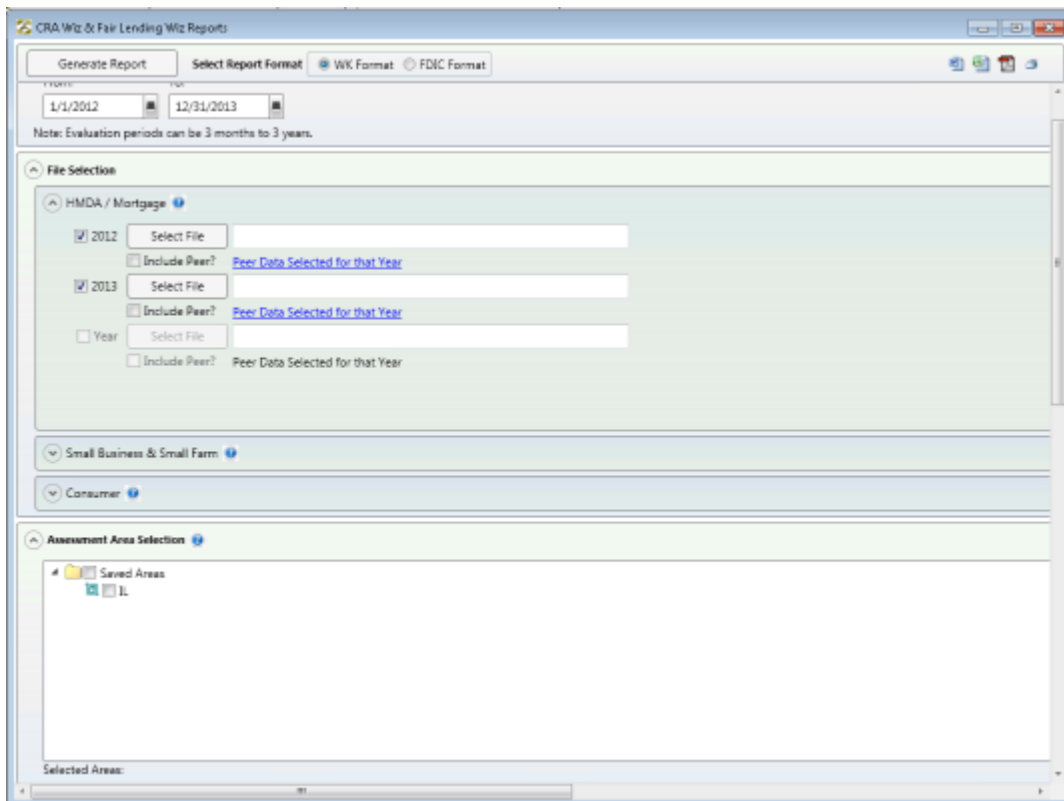 CRA Wiz & Fair Lending Wiz Reports
Generate Report Select Report Format WK Format FDIC Format
From: To:
1/1/2012 12/31/2013
Note: Evaluation periods can be 3 months to 3 years.
File Selection
HMDA / Mortgage
2012 Select File
Include Peer? Peer Data Selected for that Year
2013 Select File
Include Peer? Peer Data Selected for that Year
Year Select File
Include Peer? Peer Data Selected for that Year
Small Business & Small Farm
Consumer
Assessment Area Selection
Saved Areas
IL
Selected Areas: